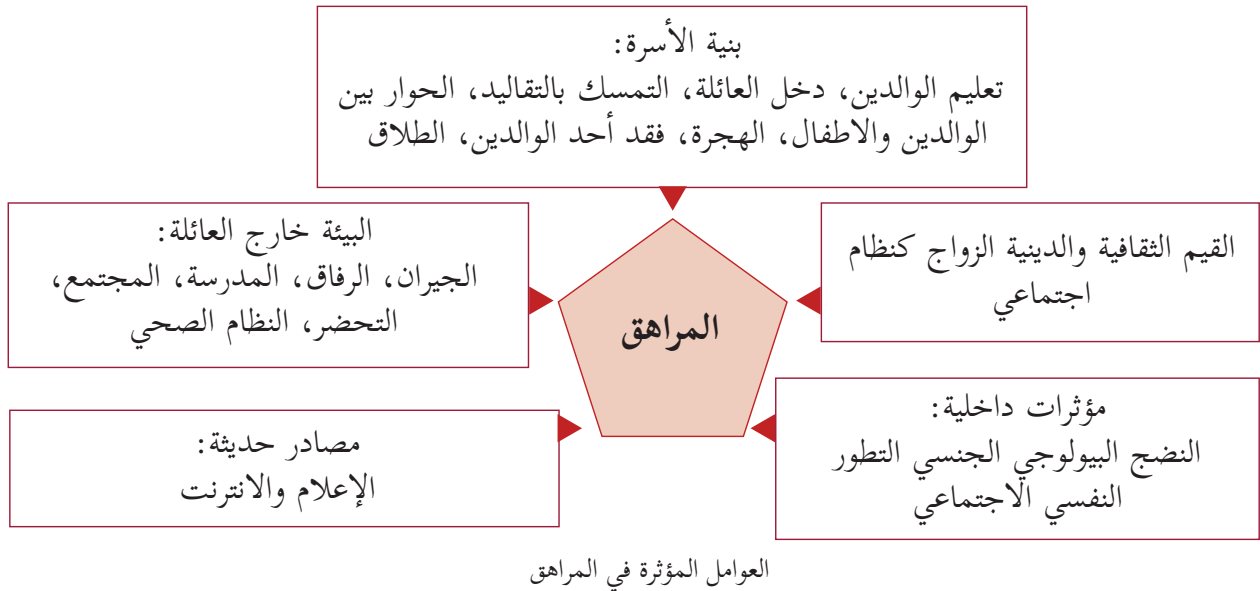 بنية الأسرة:
تعليم الوالدين، دخل العائلة، التمسك بالتقاليد، الحوار بين
الوالدين والاطفال، الهجرة، فقد أحد الوالدين، الطلاق
القيم الثقافية والدينية الزواج كنظام
اجتماعي
البيئة خارج العائلة:
الجيران، الرفاق، المدرسة، المجتمع،
التحضر، النظام الصحي
المراهق
مؤثرات داخلية:
النضج البيولوجي الجنسي التطور
النفسي الاجتماعي
مصادر حديثة:
الإعلام والانترنت
العوامل المؤثرة في المراهق